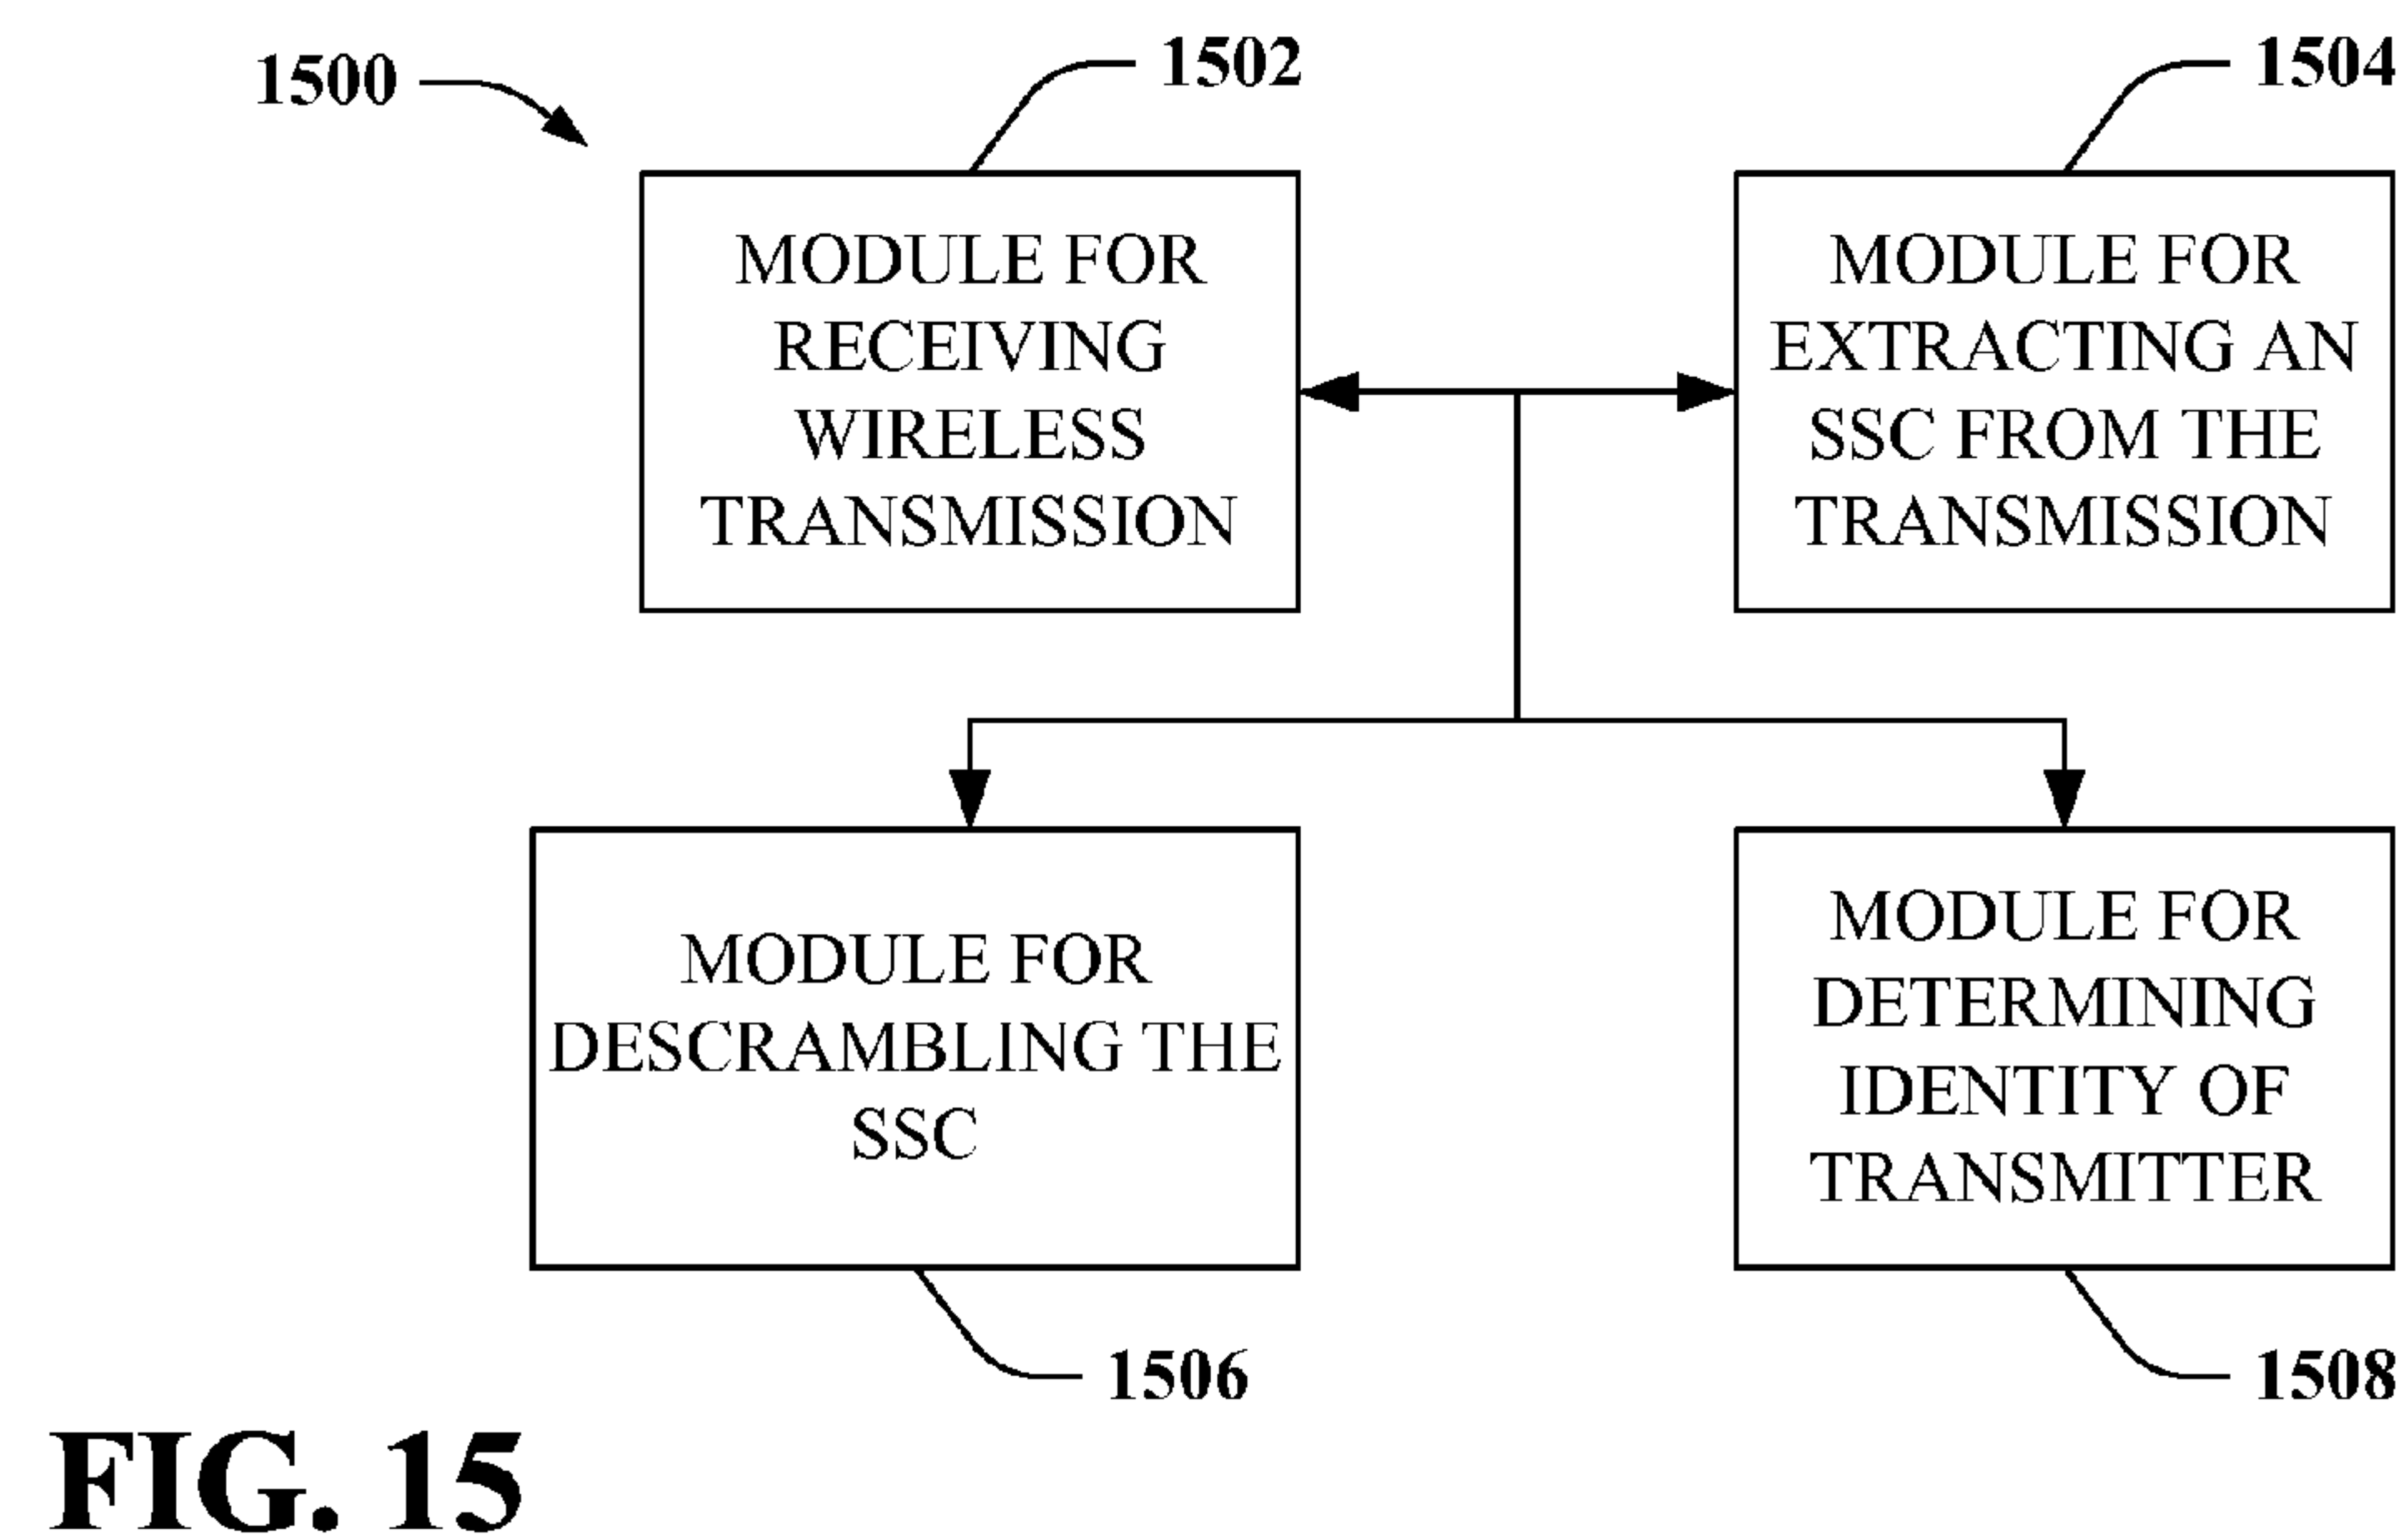 1500
1502
1504
MODULE FOR
RECEIVING
WIRELESS
TRANSMISSION
MODULE FOR
EXTRACTING AN
SSC FROM THE
TRANSMISSION
MODULE FOR
DESCRAMBLING THE
SSC
MODULE FOR
DETERMINING
IDENTITY OF
TRANSMITTER
1506
1508
FIG. 15